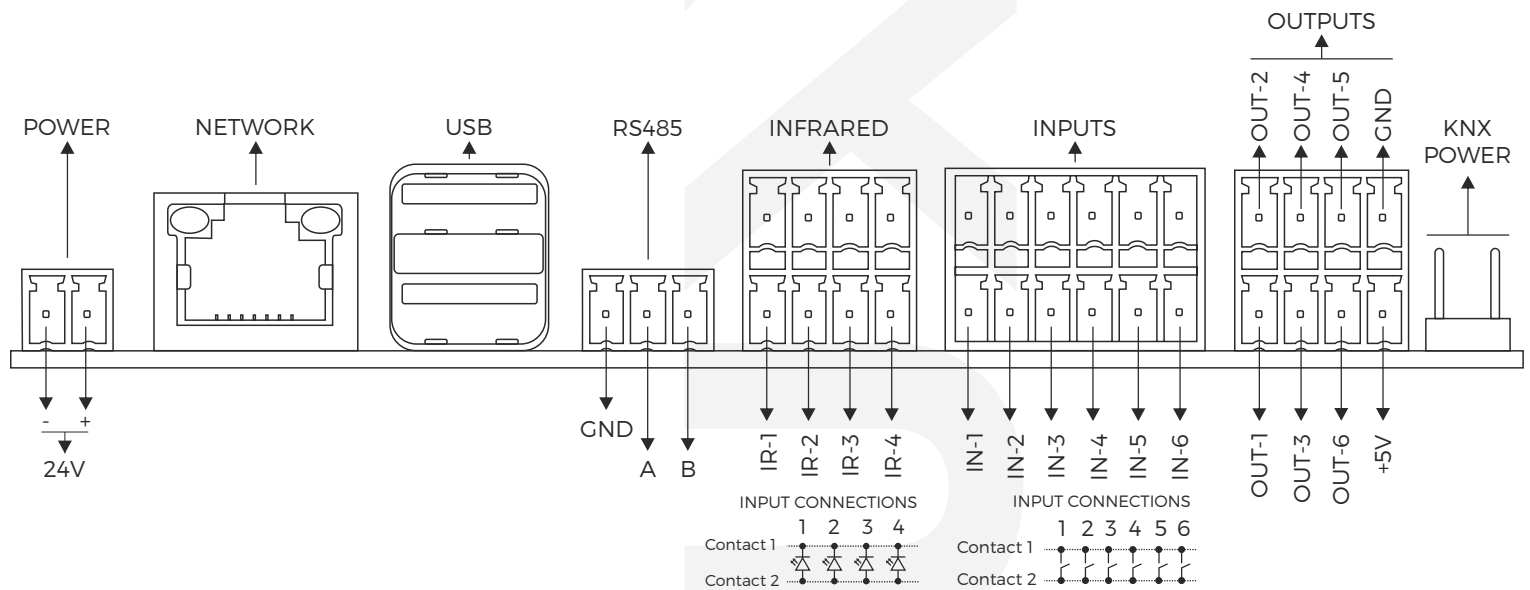 OUTPUTS
OUT-2
OUT-4
OUT-5
GND
POWER
NETWORK
USB
RS485
INFRARED
INPUTS
KNX
POWER
- +
24V
GND
A B
IR-1
IR-2
IR-3
IR-4
IN-1
IN-2
IN-3
IN-4
IN-5
IN-6
OUT-1
OUT-3
OUT-6
+5V
INPUT CONNECTIONS
1 2 3 4
Contact 1
Contact 2
INPUT CONNECTIONS
1 2 3 4 5 6
Contact 1
Contact 2